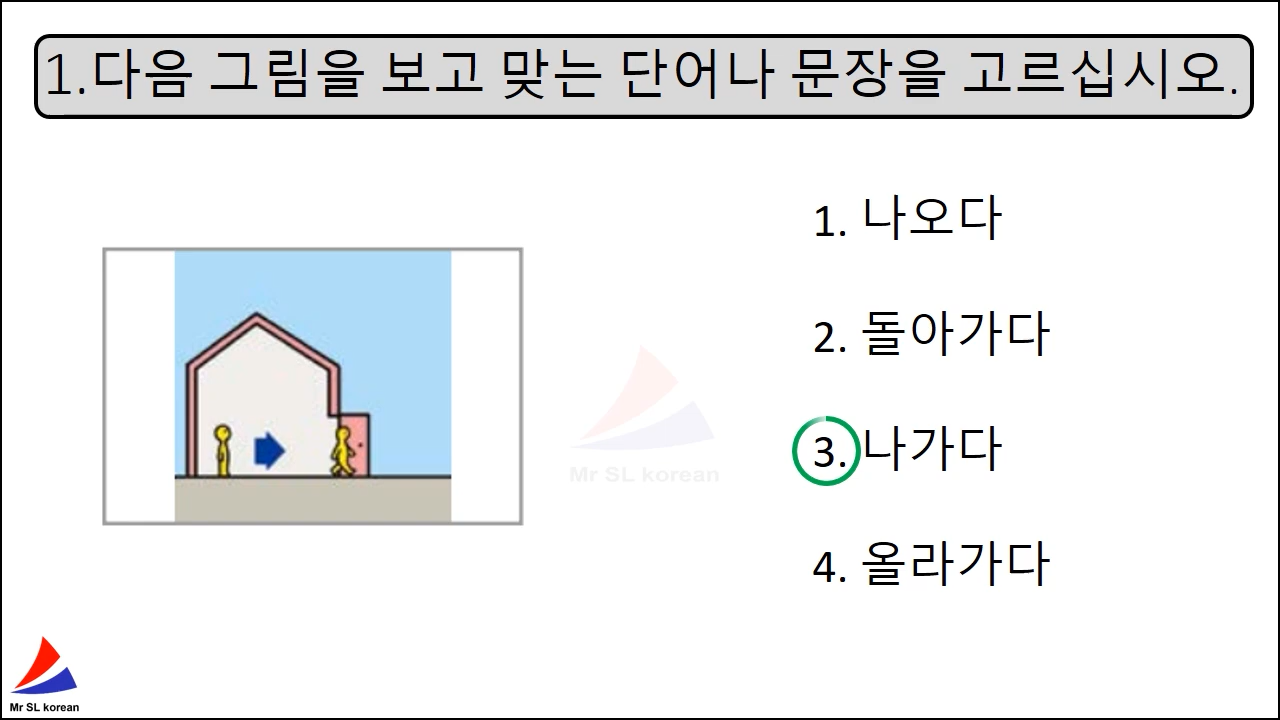 1.다음 그림을 보고 맞는 단어나 문장을 고르십시오.
1. 나오다
2. 돌아가다
3. 나가다
4. 올라가다
Mr SL korean
Mr SL korean